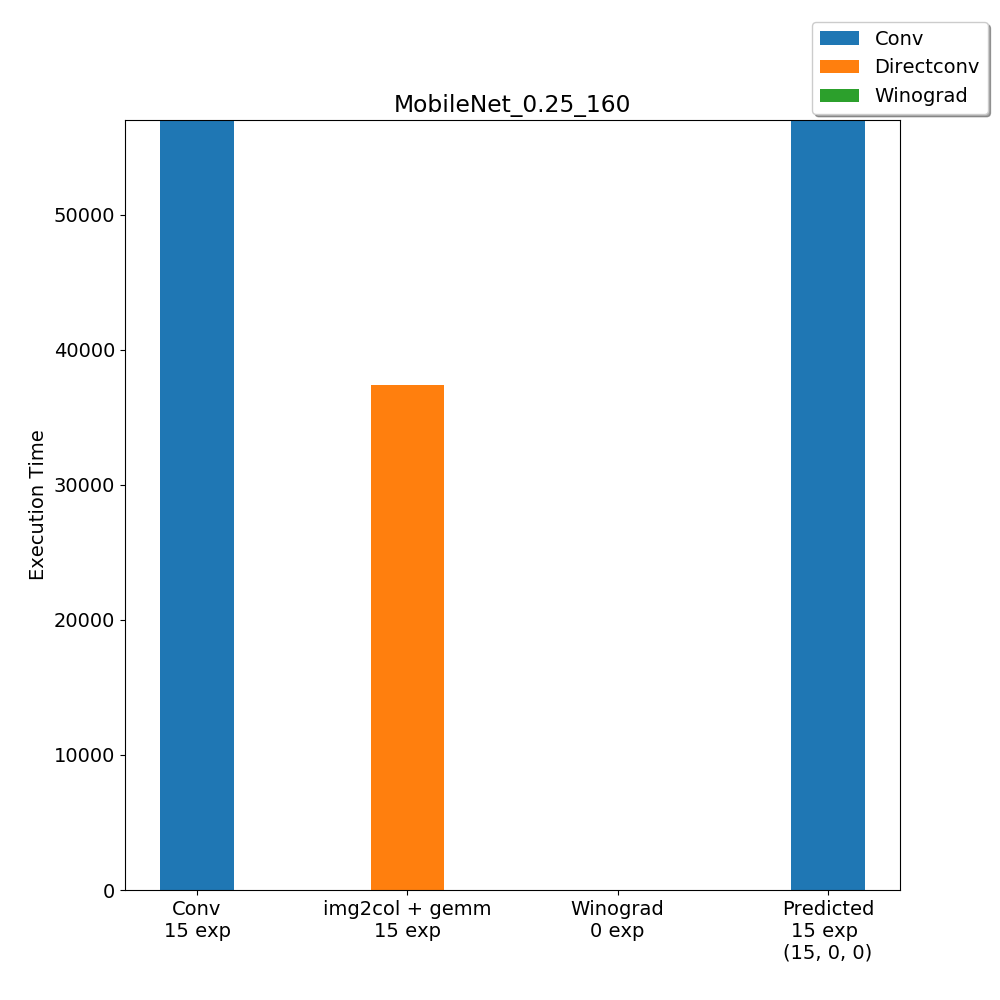 Conv
Directconv
Winograd
MobileNet_0.25_160
50000
40000
30000
20000
10000
0
Execution Time
Conv
15 exp
img2col + gemm
15 exp
Winograd
0 exp
Predicted
15 exp
(15, 0, 0)